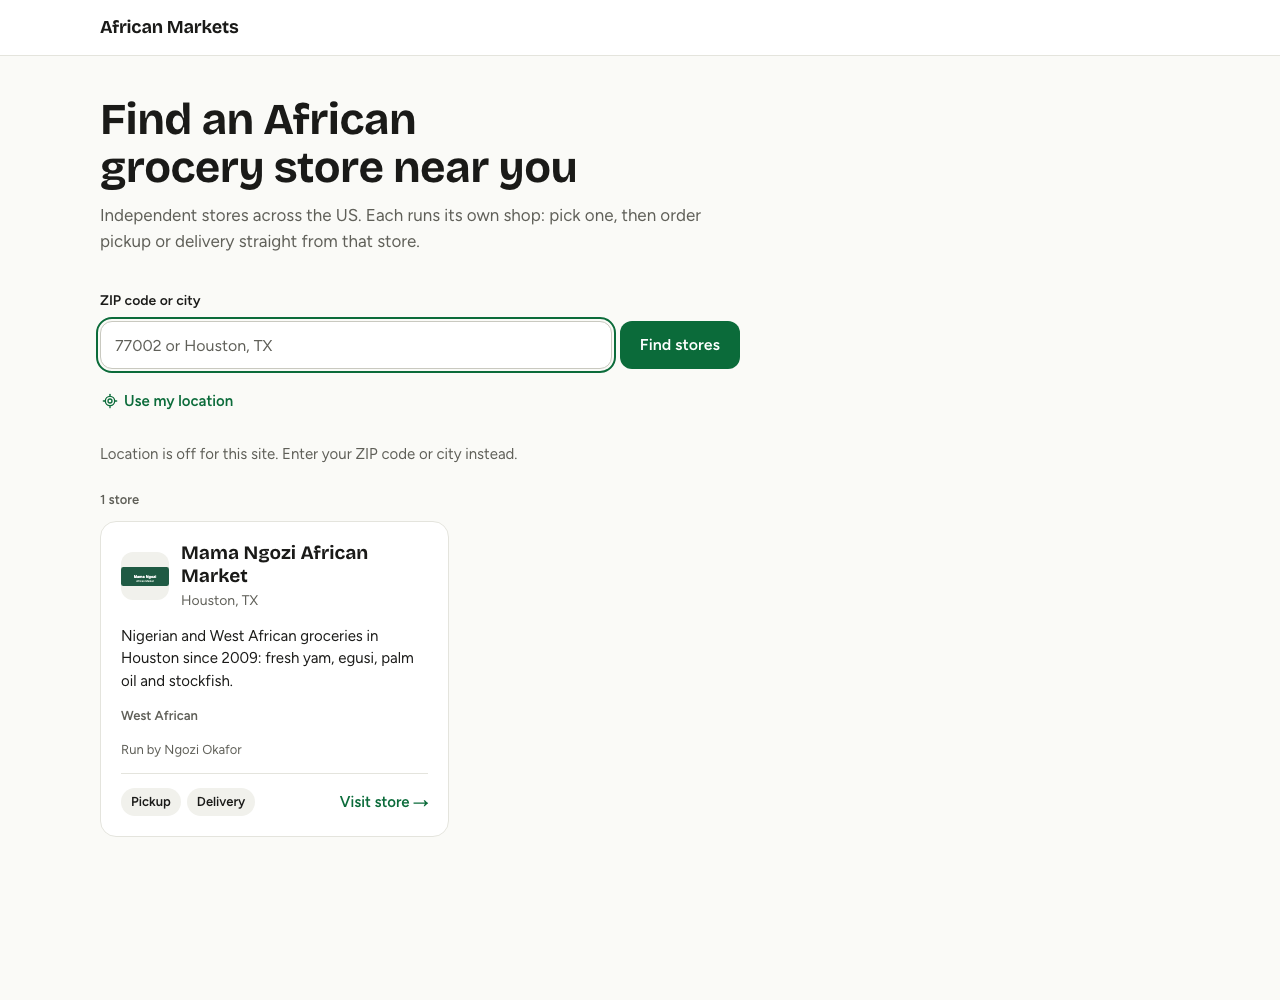 African Markets
Find an African
grocery store near you
Independent stores across the US. Each runs its own shop: pick one, then order
pickup or delivery straight from that store.
ZIP code or city
77002 or Houston, TX
Find stores
Use my location
Location is off for this site. Enter your ZIP code or city instead.
1 store
Mama Ngozi
Mama Ngozi African
Market
Houston, TX
Nigerian and West African groceries in
Houston since 2009: fresh yam, egusi, palm
oil and stockfish.
West African
Run by Ngozi Okafor
Pickup
Delivery
Visit store →